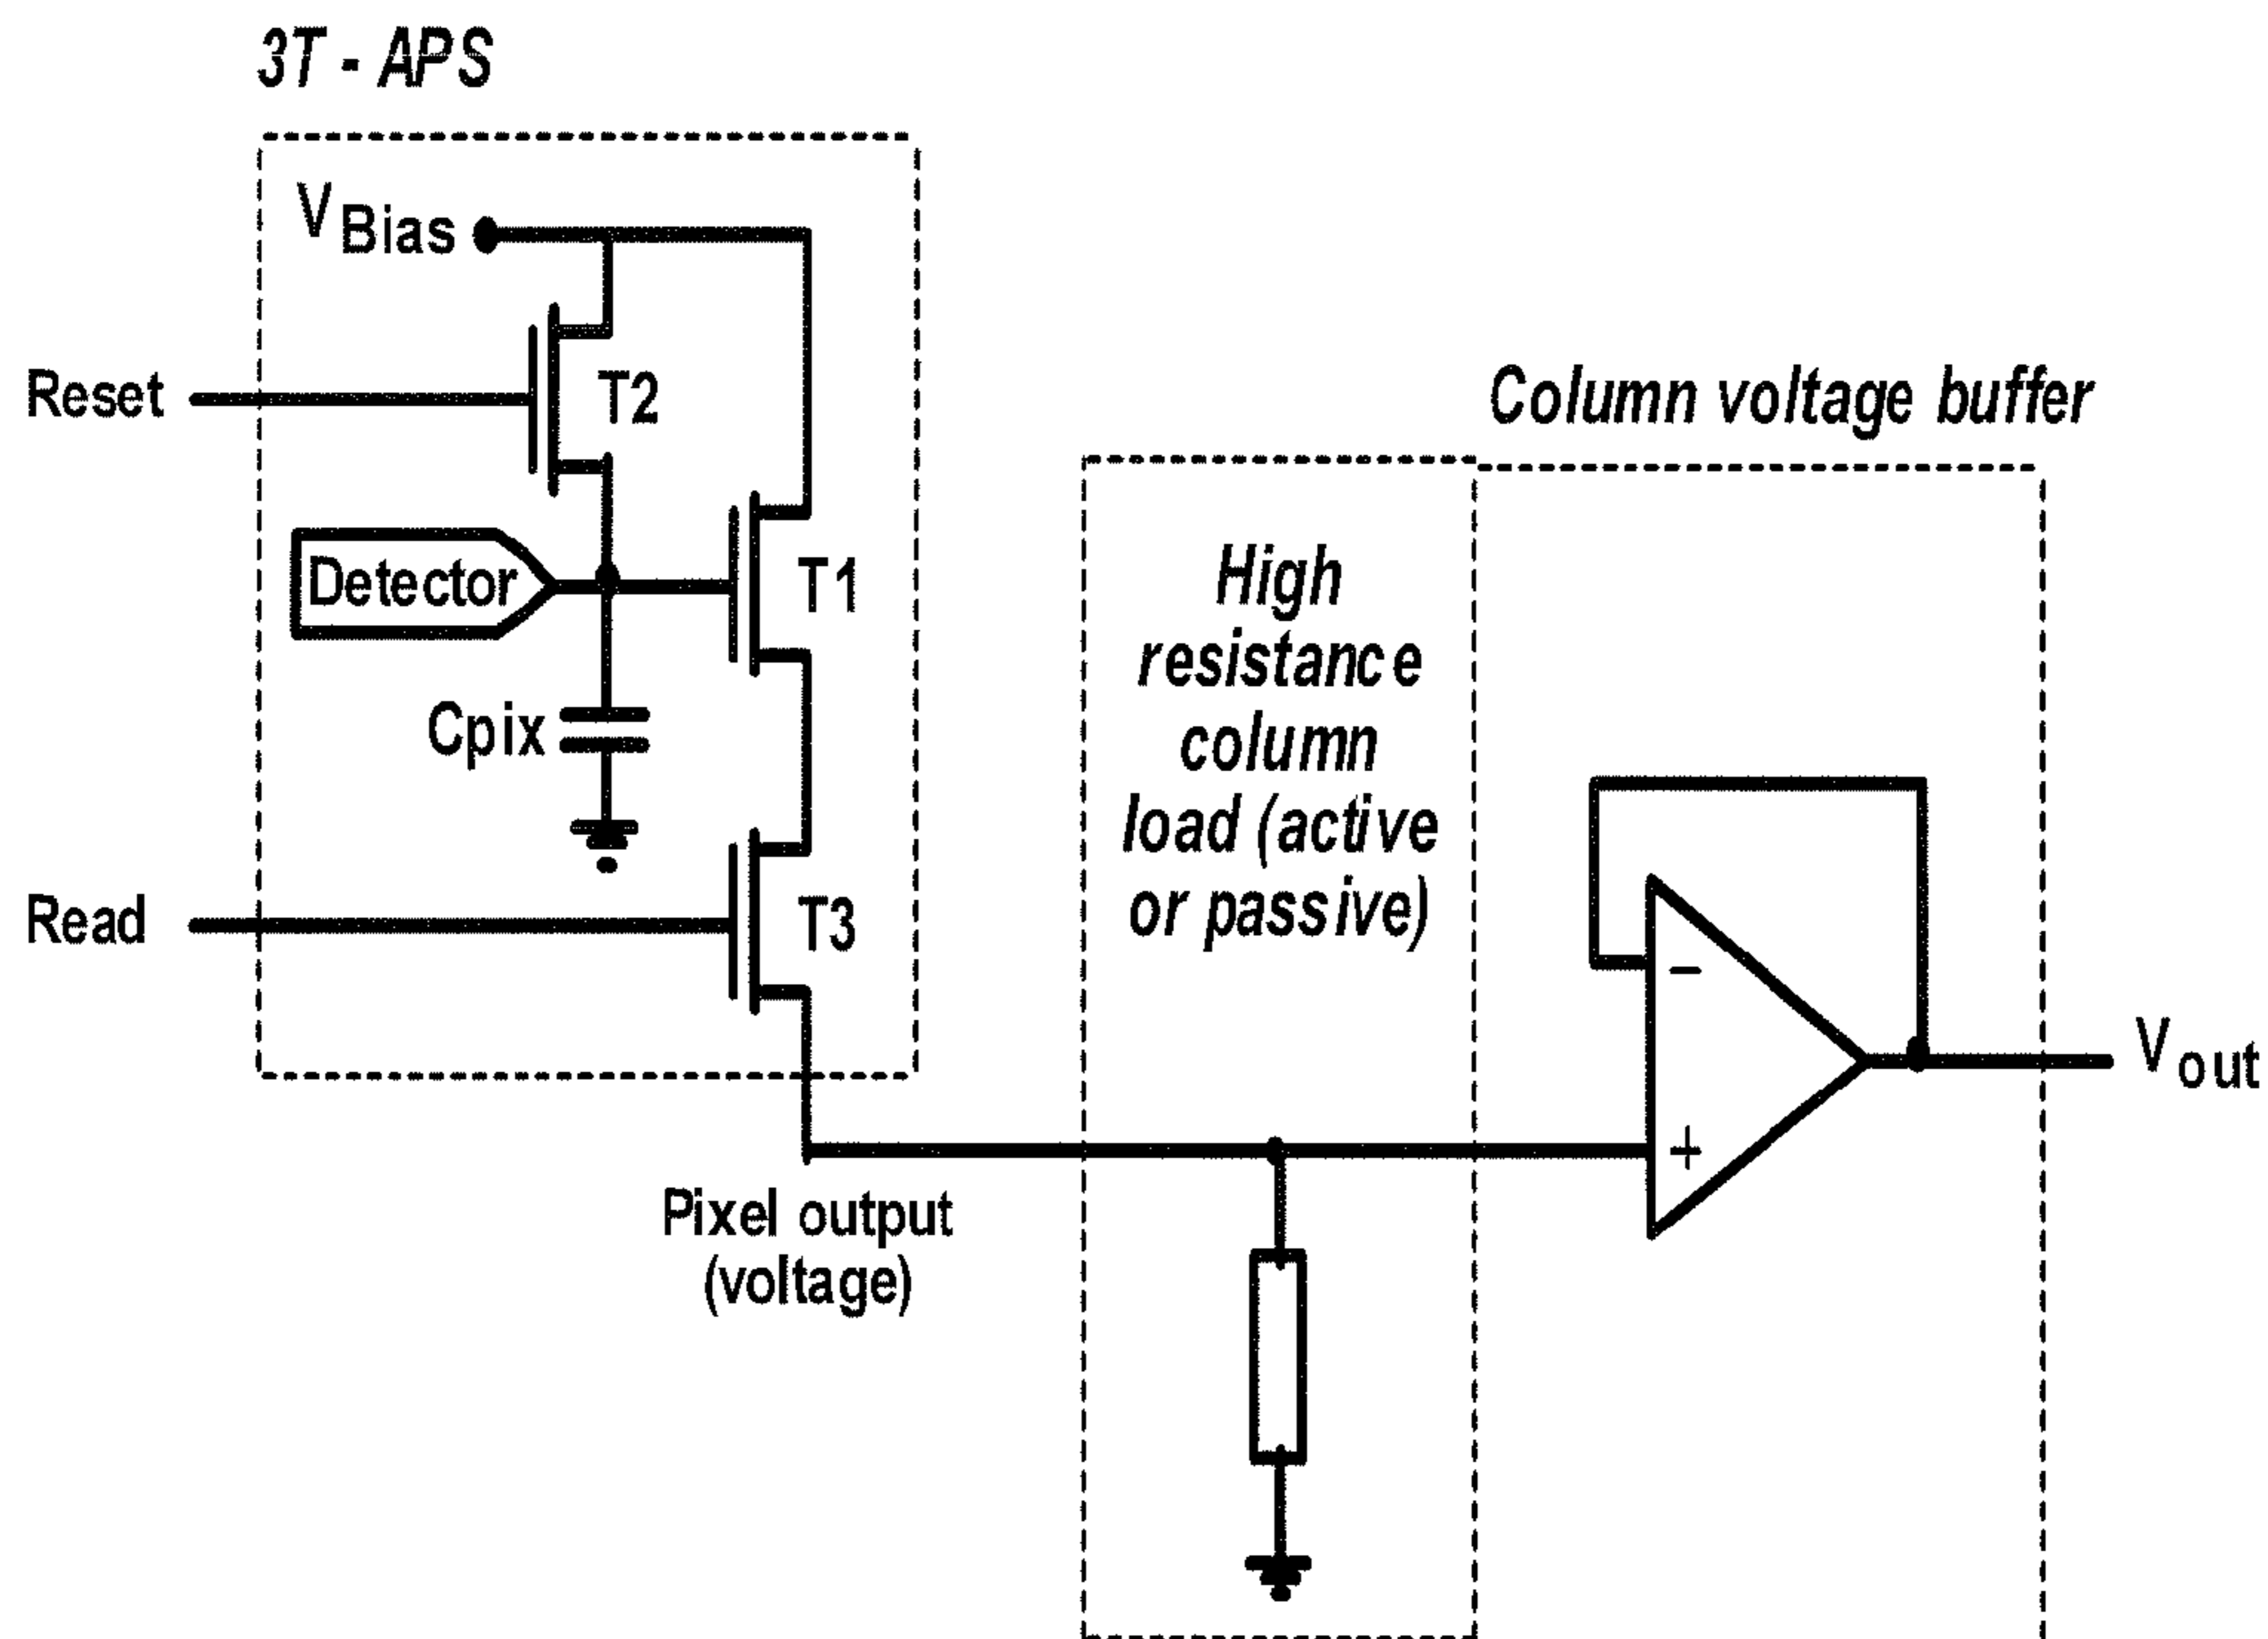 3T - APS
VBias
Reset
T2
Column voltage buffer
Detector
T1
High
resistance
column
load (active
or passive)
Cpix
Read
T3
-
+
Vout
Pixel output
(voltage)